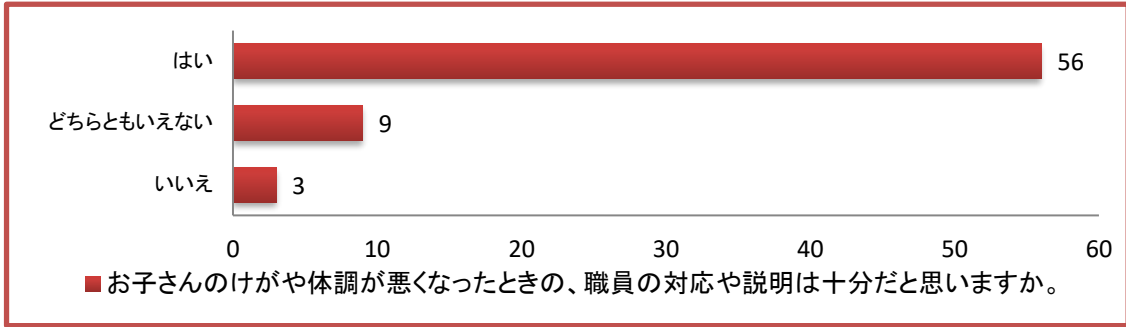 はい 56
どちらともいえない 9
いいえ 3
0 10 20 30 40 50 60
お子さんのけがや体調が悪くなったときの、職員の対応や説明は十分だと思いますか。